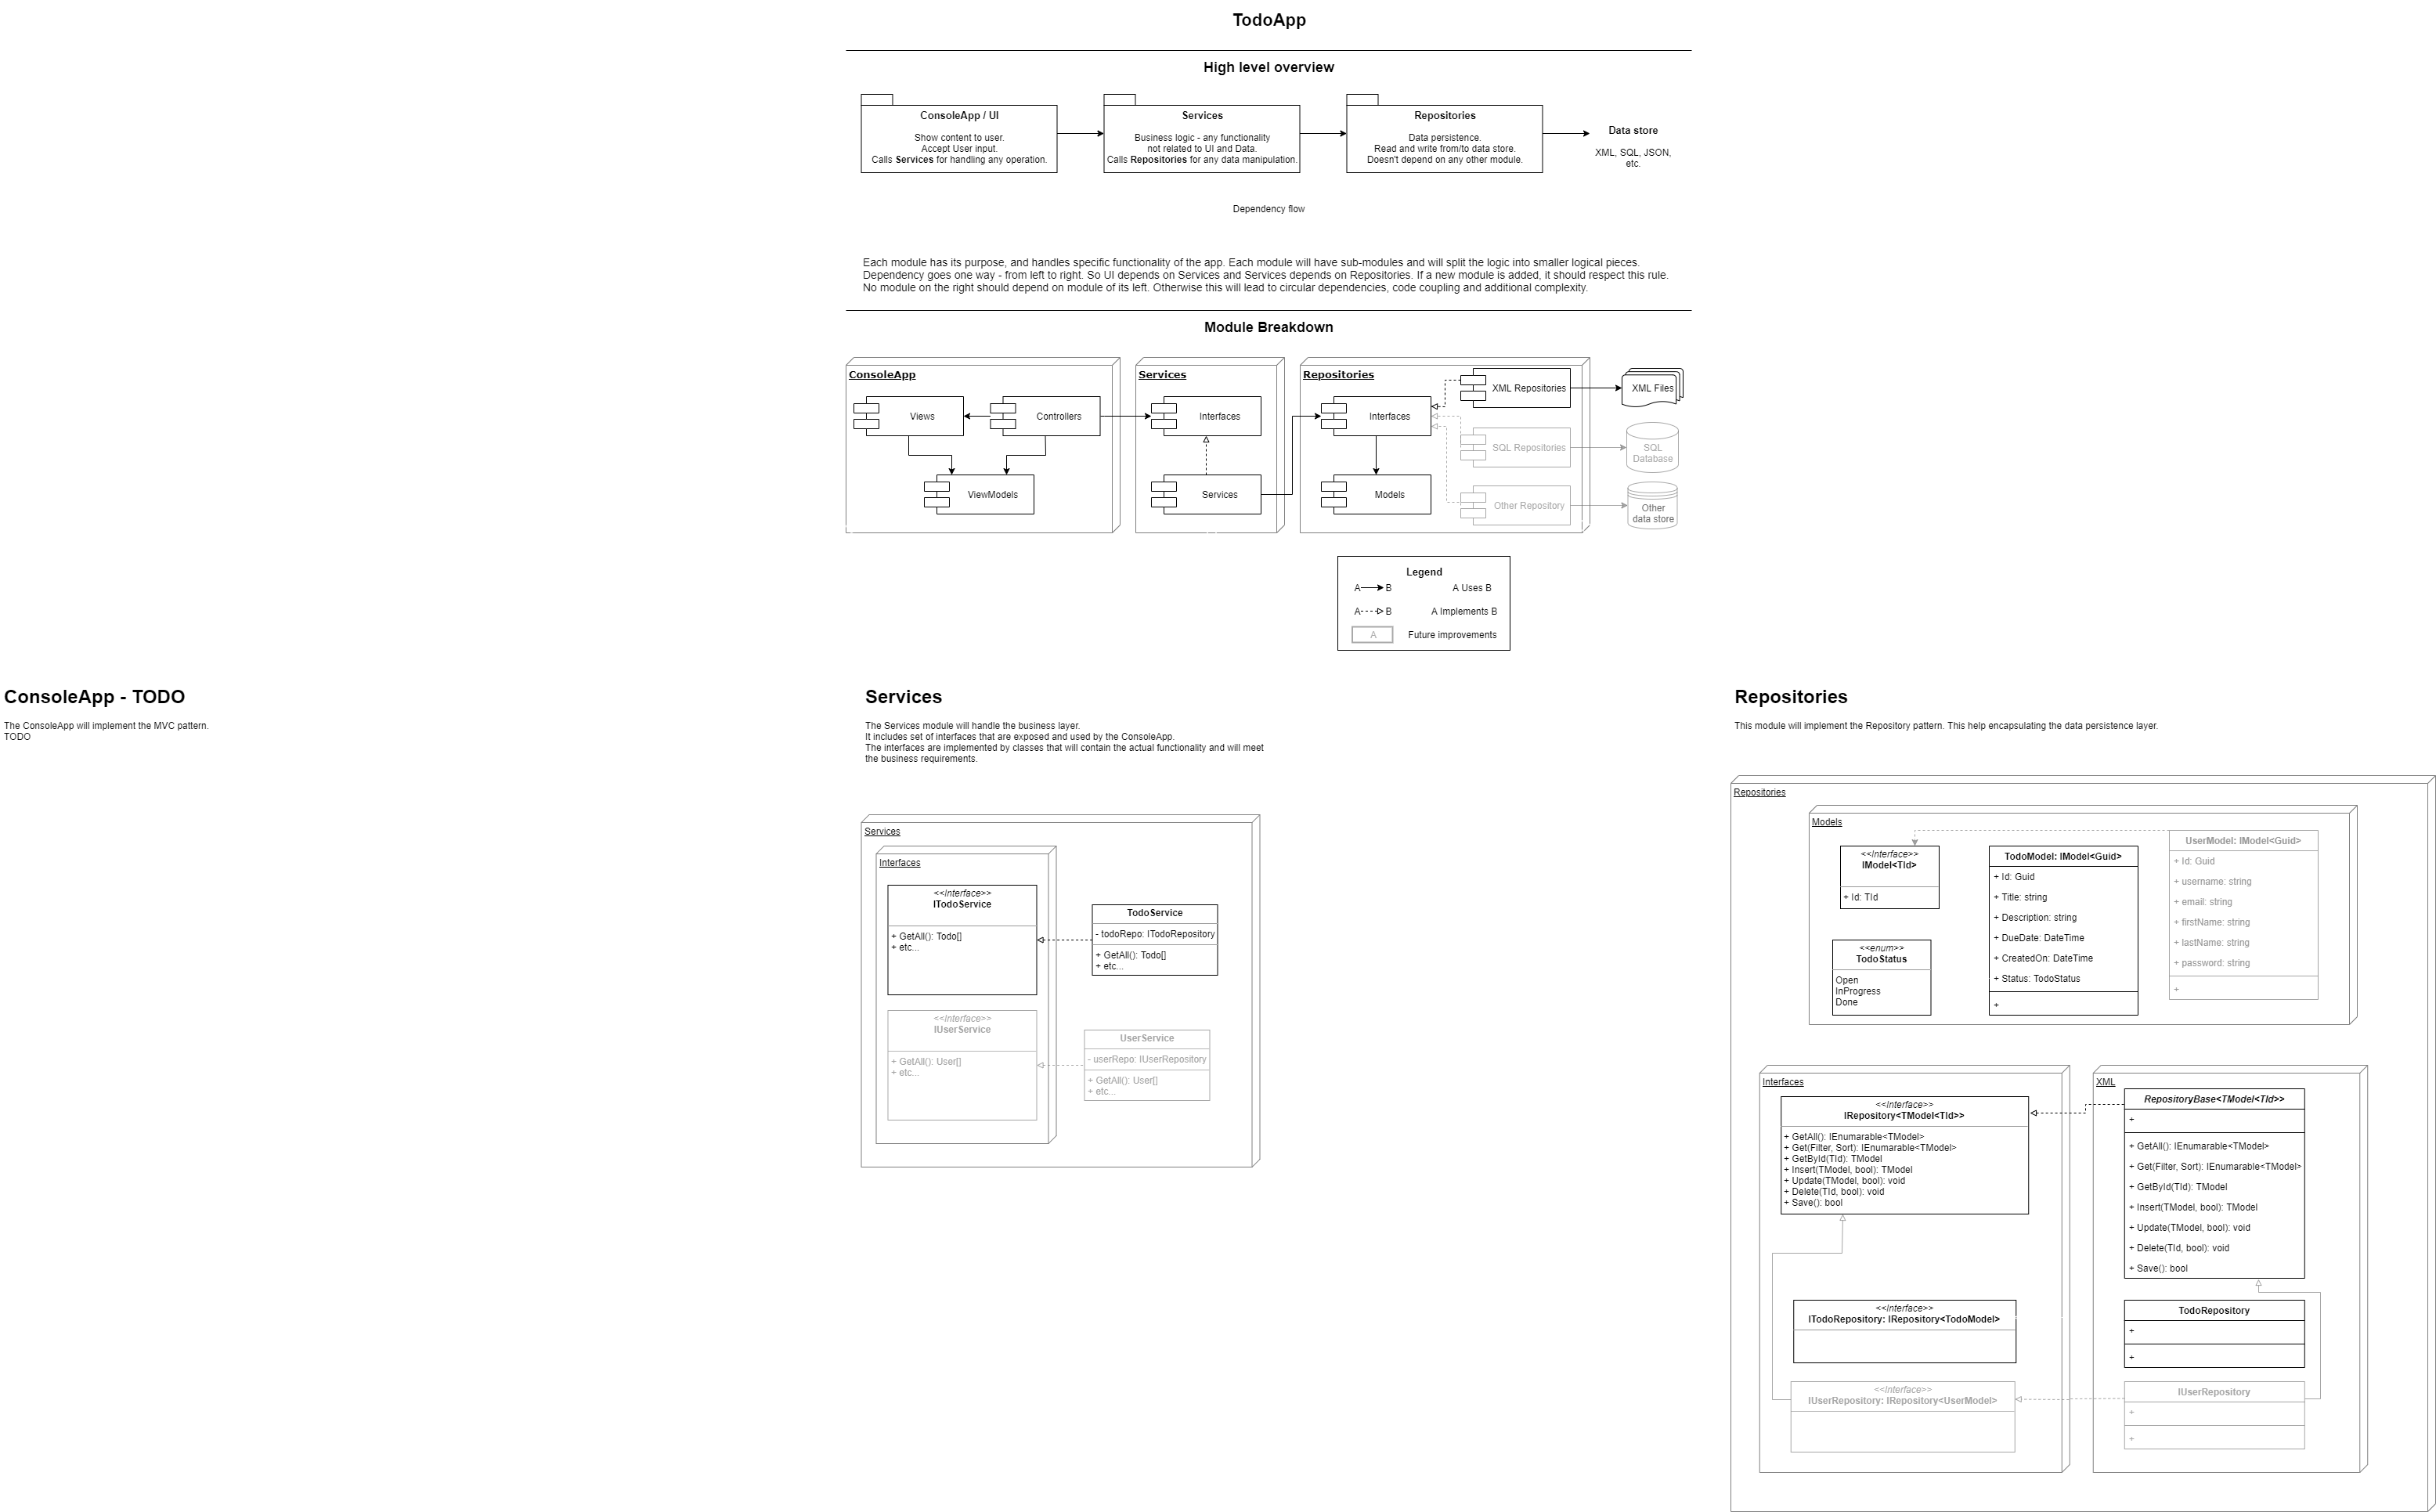 TodoApp
High level overview
ConsoleApp / UI
Show content to user.
Accept User input.
Calls Services for handling any operation.
Services
Business logic - any functionality
not related to UI and Data.
Calls Repositories for any data manipulation.
Repositories
Data persistence.
Read and write from/to data store.
Doesn't depend on any other module.
Data store
XML, SQL, JSON,
etc.
Dependency flow
Each module has its purpose, and handles specific functionality of the app. Each module will have sub-modules and will split the logic into smaller logical pieces.
Dependency goes one way - from left to right. So UI depends on Services and Services depends on Repositories. If a new module is added, it should respect this rule.
No module on the right should depend on module of its left. Otherwise this will lead to circular dependencies, code coupling and additional complexity.
Module Breakdown
ConsoleApp
Views
Controllers
ViewModels
Services
Interfaces
Services
Repositories
Interfaces
Models
XML Repositories
SQL Repositories
Other Repository
XML Files
SQL
Database
Other
data store
Legend
A B A Uses B
A B A Implements B
A Future improvements
ConsoleApp - TODO
The ConsoleApp will implement the MVC pattern.
TODO
Services
The Services module will handle the business layer.
It includes set of interfaces that are exposed and used by the ConsoleApp.
The interfaces are implemented by classes that will contain the actual functionality and will meet
the business requirements.
Services
Interfaces
<<Interface>>
ITodoService
+ GetAll(): Todo[]
+ etc...
TodoService
- todoRepo: ITodoRepository
+ GetAll(): Todo[]
+ etc...
<<Interface>>
IUserService
+ GetAll(): User[]
+ etc...
UserService
- userRepo: IUserRepository
+ GetAll(): User[]
+ etc...
Repositories
This module will implement the Repository pattern. This help encapsulating the data persistence layer.
Repositories
Models
<<Interface>>
IModel<TId>
+ Id: TId
<<enum>>
TodoStatus
Open
InProgress
Done
TodoModel: IModel<Guid>
+ Id: Guid
+ Title: string
+ Description: string
+ DueDate: DateTime
+ CreatedOn: DateTime
+ Status: TodoStatus
+
UserModel: IModel<Guid>
+ Id: Guid
+ username: string
+ email: string
+ firstName: string
+ lastName: string
+ password: string
+
Interfaces
<<Interface>>
IRepository<TModel<TId>>
+ GetAll(): IEnumarable<TModel>
+ Get(Filter, Sort): IEnumarable<TModel>
+ GetById(TId): TModel
+ Insert(TModel, bool): TModel
+ Update(TModel, bool): void
+ Delete(TId, bool): void
+ Save(): bool
<<Interface>>
ITodoRepository: IRepository<TodoModel>
<<Interface>>
IUserRepository: IRepository<UserModel>
XML
RepositoryBase<TModel<TId>>
+
+ GetAll(): IEnumarable<TModel>
+ Get(Filter, Sort): IEnumarable<TModel>
+ GetById(TId): TModel
+ Insert(TModel, bool): TModel
+ Update(TModel, bool): void
+ Delete(TId, bool): void
+ Save(): bool
TodoRepository
+
+
IUserRepository
+
+